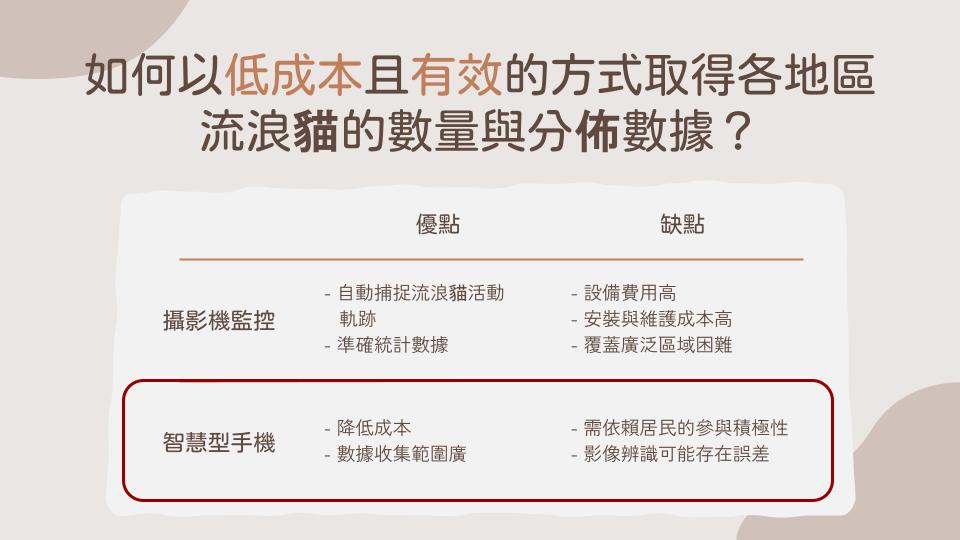 如何以低成本且有效的方式取得各地區
流浪貓的數量與分佈數據？
優點
缺點
攝影機監控
- 自動捕捉流浪貓活動
軌跡
- 準確統計數據
- 設備費用高
- 安裝與維護成本高
- 覆蓋廣泛區域困難
智慧型手機
- 降低成本
- 數據收集範圍廣
- 需依賴居民的參與積極性
- 影像辨識可能存在誤差